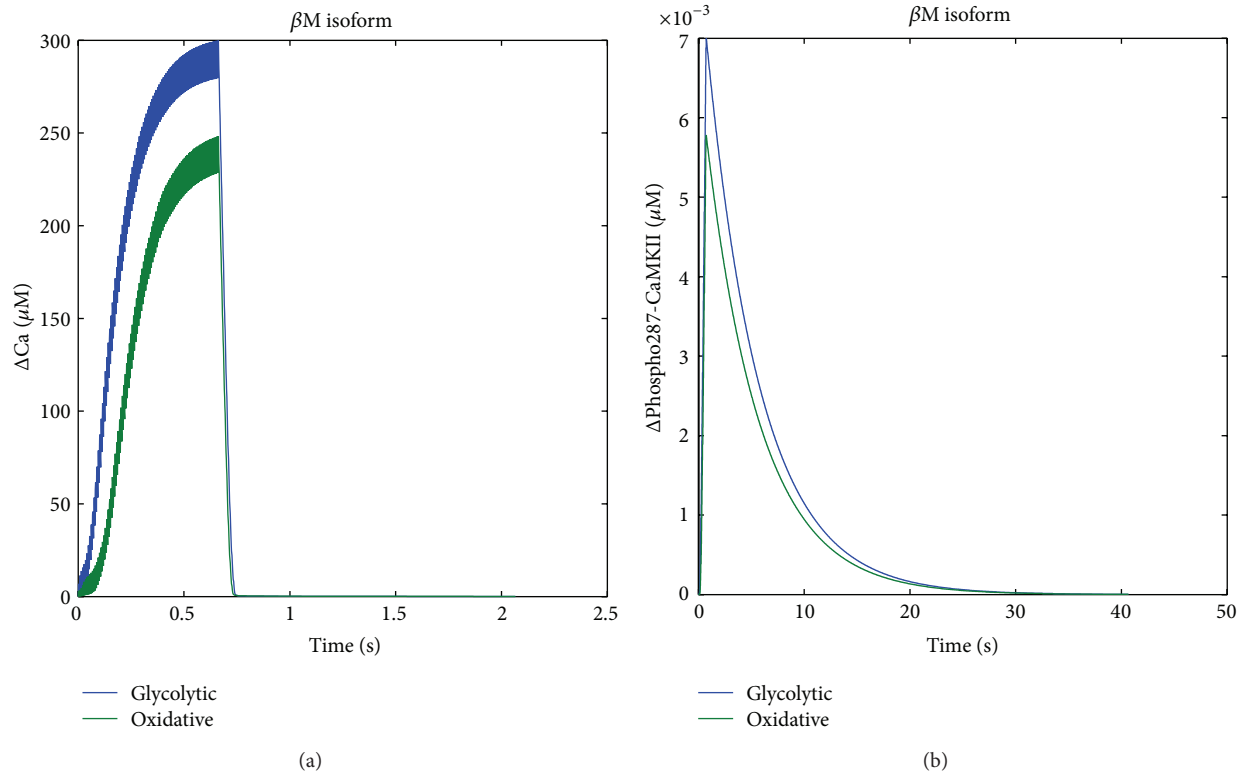 βM isoform
300
250
200
150
100
50
0
ΔCa (μM)
0 0.5 1 1.5 2 2.5
Time (s)
Glycolytic
Oxidative
(a)
βM isoform
×10⁻³
7
6
5
4
3
2
1
0
ΔPhospho287-CaMKII (μM)
0 10 20 30 40 50
Time (s)
Glycolytic
Oxidative
(b)